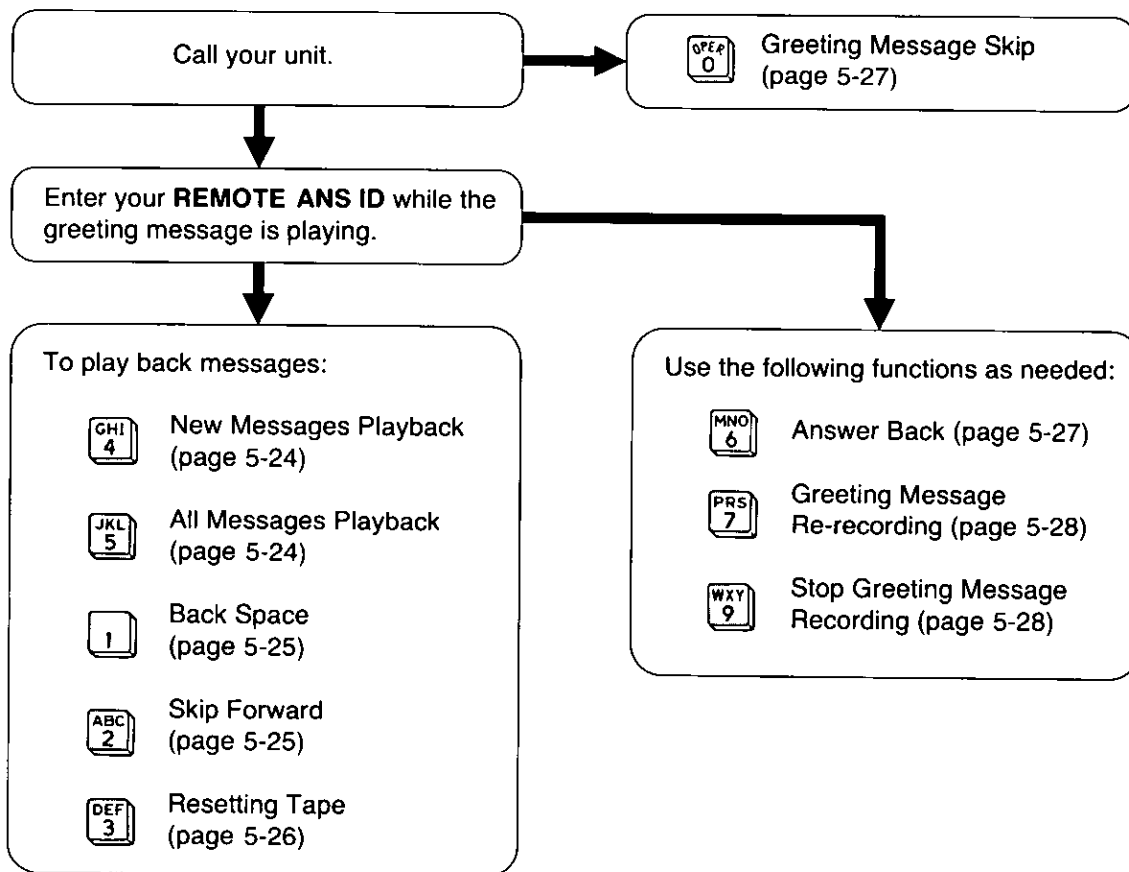 Call your unit.
OPER
0
Greeting Message Skip
(page 5-27)
Enter your REMOTE ANS ID while the
greeting message is playing.
To play back messages:
GHI
4
New Messages Playback
(page 5-24)
JKL
5
All Messages Playback
(page 5-24)
1
Back Space
(page 5-25)
ABC
2
Skip Forward
(page 5-25)
DEF
3
Resetting Tape
(page 5-26)
Use the following functions as needed:
MNO
6
Answer Back (page 5-27)
PRS
7
Greeting Message
Re-recording (page 5-28)
WXY
9
Stop Greeting Message
Recording (page 5-28)